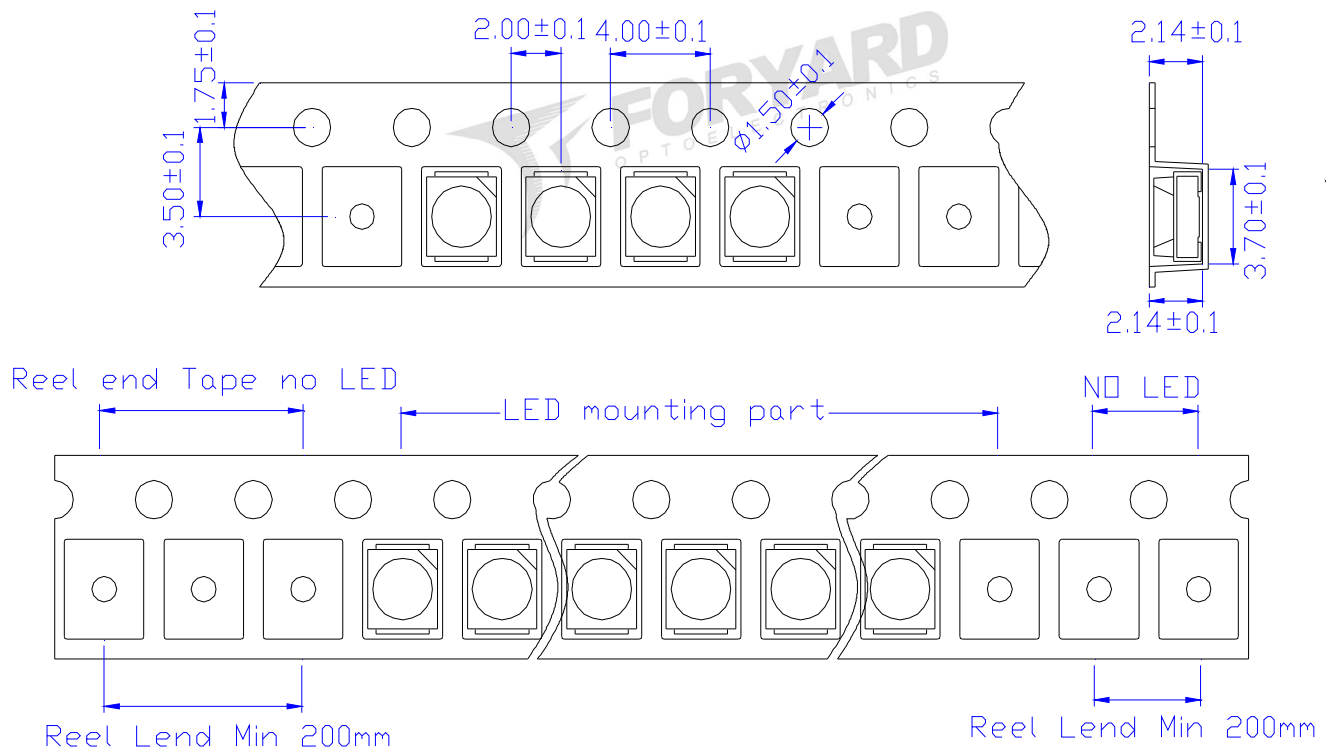 2.00±0.1
4.00±0.1
2.14±0.1
1.75±0.1
FORYARD
OPTOELECTRONICS
Ø1.50±0.1
3.50±0.1
3.70±0.1
2.14±0.1
Reel end Tape no LED
LED mounting part
NO LED
Reel Lend Min 200mm
Reel Lend Min 200mm